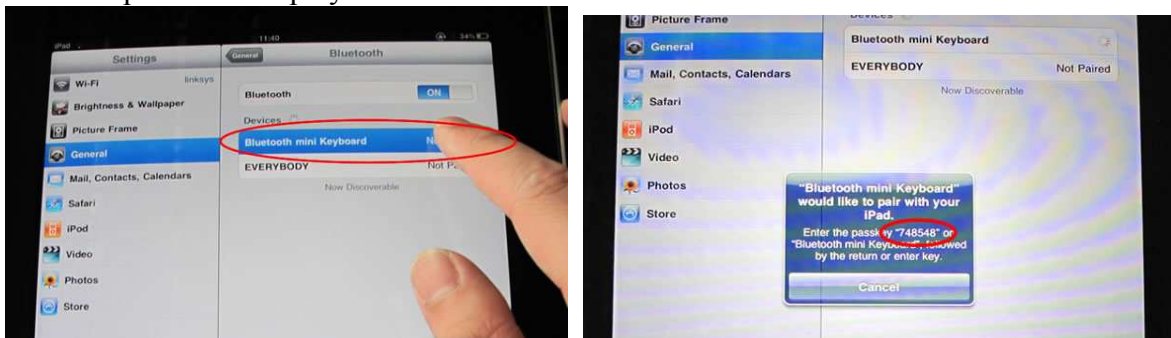 iPad
11:40
34%
Settings
General
Bluetooth
Wi-Fi
linksys
Brightness & Wallpaper
Picture Frame
General
Mail, Contacts, Calendars
Safari
iPod
Video
Photos
Store
Bluetooth
ON
Devices
Bluetooth mini Keyboard
EVERYBODY
Not
Now Discoverable
Picture Frame
General
Mail, Contacts, Calendars
Safari
iPod
Video
Photos
Store
Devices
Bluetooth mini Keyboard
EVERYBODY
Not Paired
Now Discoverable
"Bluetooth mini Keyboard"
would like to pair with your
iPad.
Enter the passkey "748548" or
"Bluetooth mini Keyboard", followed
by the return or enter key.
Cancel